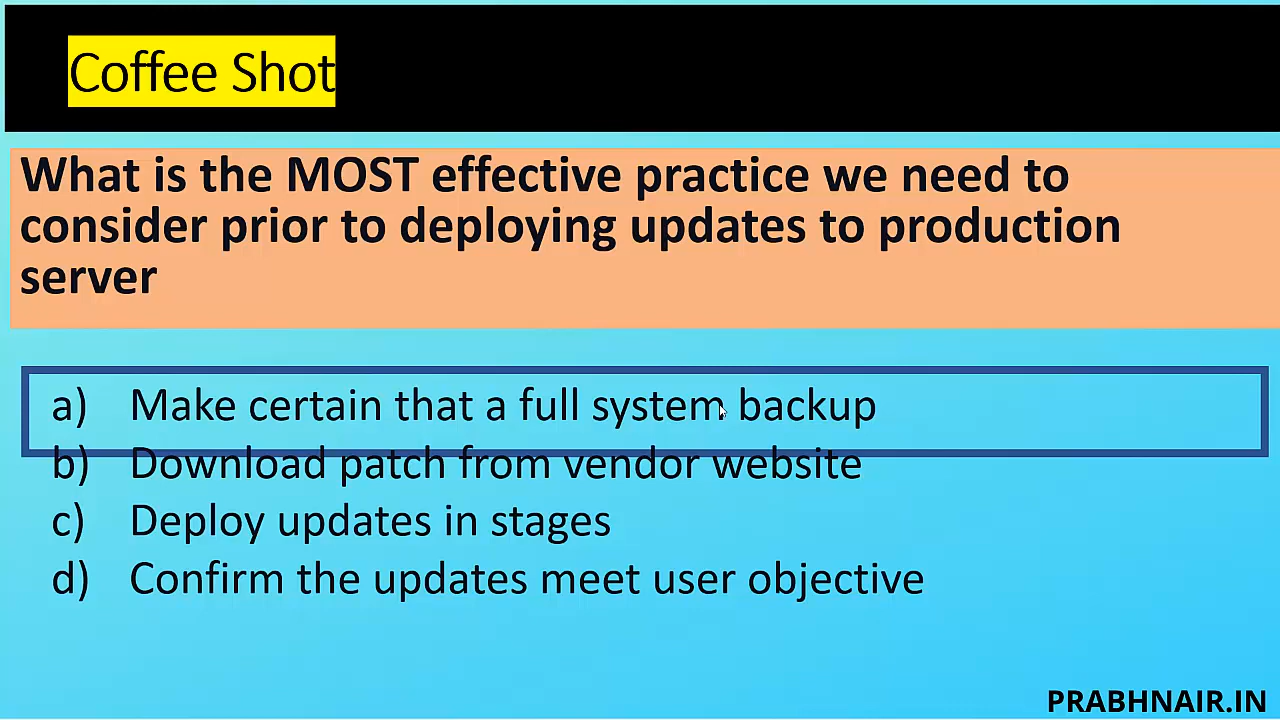 Coffee Shot
What is the MOST effective practice we need to
consider prior to deploying updates to production
server
a) Make certain that a full system backup
b) Download patch from vendor website
c) Deploy updates in stages
d) Confirm the updates meet user objective
PRABHNAIR.IN